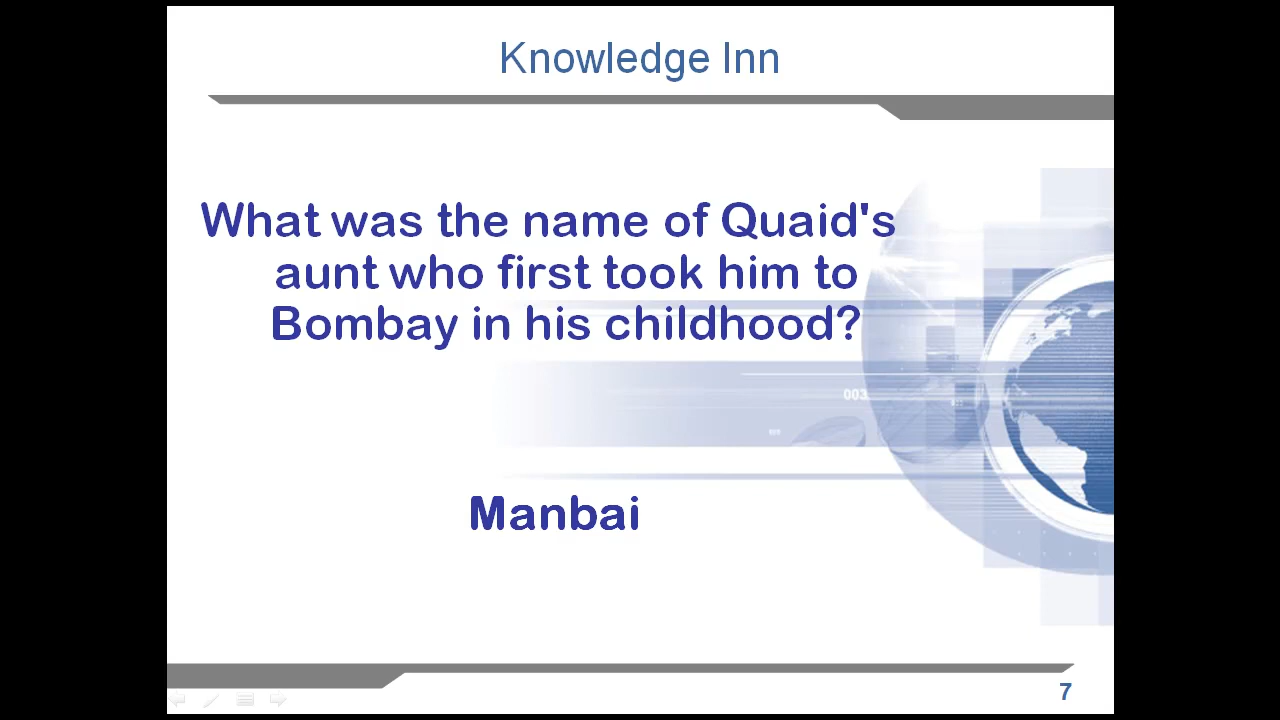 Knowledge Inn
What was the name of Quaid's
aunt who first took him to
Bombay in his childhood?
003
Manbai
7